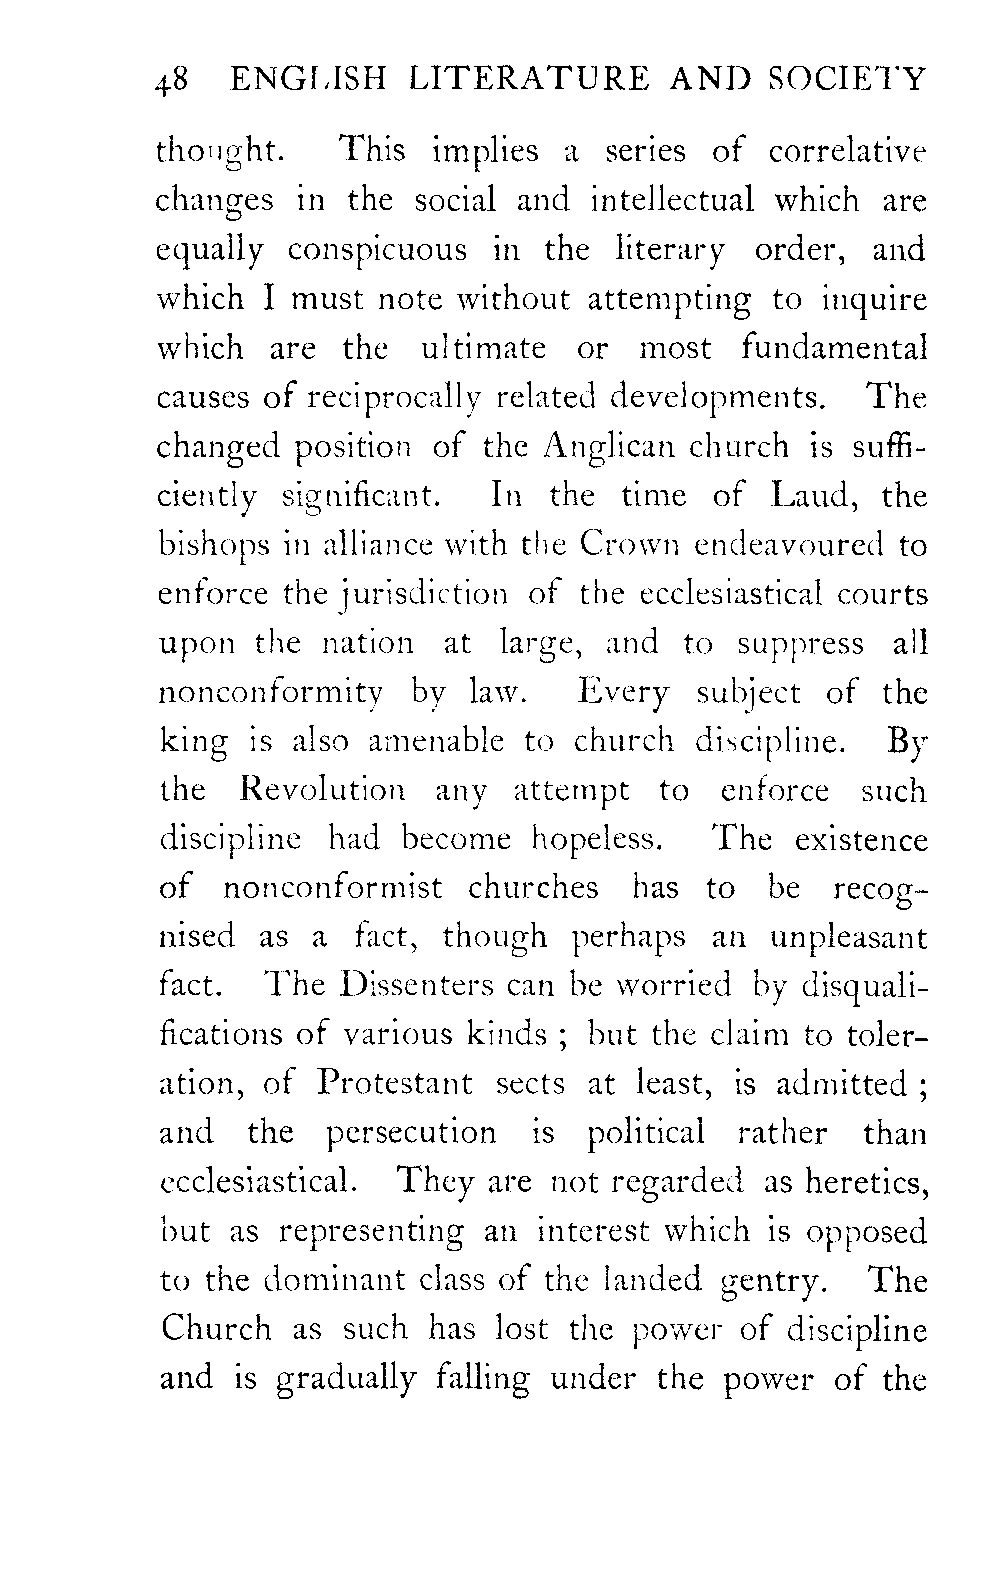 48 ENGLISH LITERATURE AND SOCIETY
thought. This implies a series of correlative
changes in the social and intellectual which are
equally conspicuous in the literary order, and
which I must note without attempting to inquire
which are the ultimate or most fundamental
causes of reciprocally related developments. The
changed position of the Anglican church is suffi-
ciently significant. In the time of Laud, the
bishops in alliance with the Crown endeavoured to
enforce the jurisdiction of the ecclesiastical courts
upon the nation at large, and to suppress all
nonconformity by law. Every subject of the
king is also amenable to church discipline. By
the Revolution any attempt to enforce such
discipline had become hopeless. The existence
of nonconformist churches has to be recog-
nised as a fact, though perhaps an unpleasant
fact. The Dissenters can be worried by disquali-
fications of various kinds ; but the claim to toler-
ation, of Protestant sects at least, is admitted ;
and the persecution is political rather than
ecclesiastical. They are not regarded as heretics,
but as representing an interest which is opposed
to the dominant class of the landed gentry. The
Church as such has lost the power of discipline
and is gradually falling under the power of the